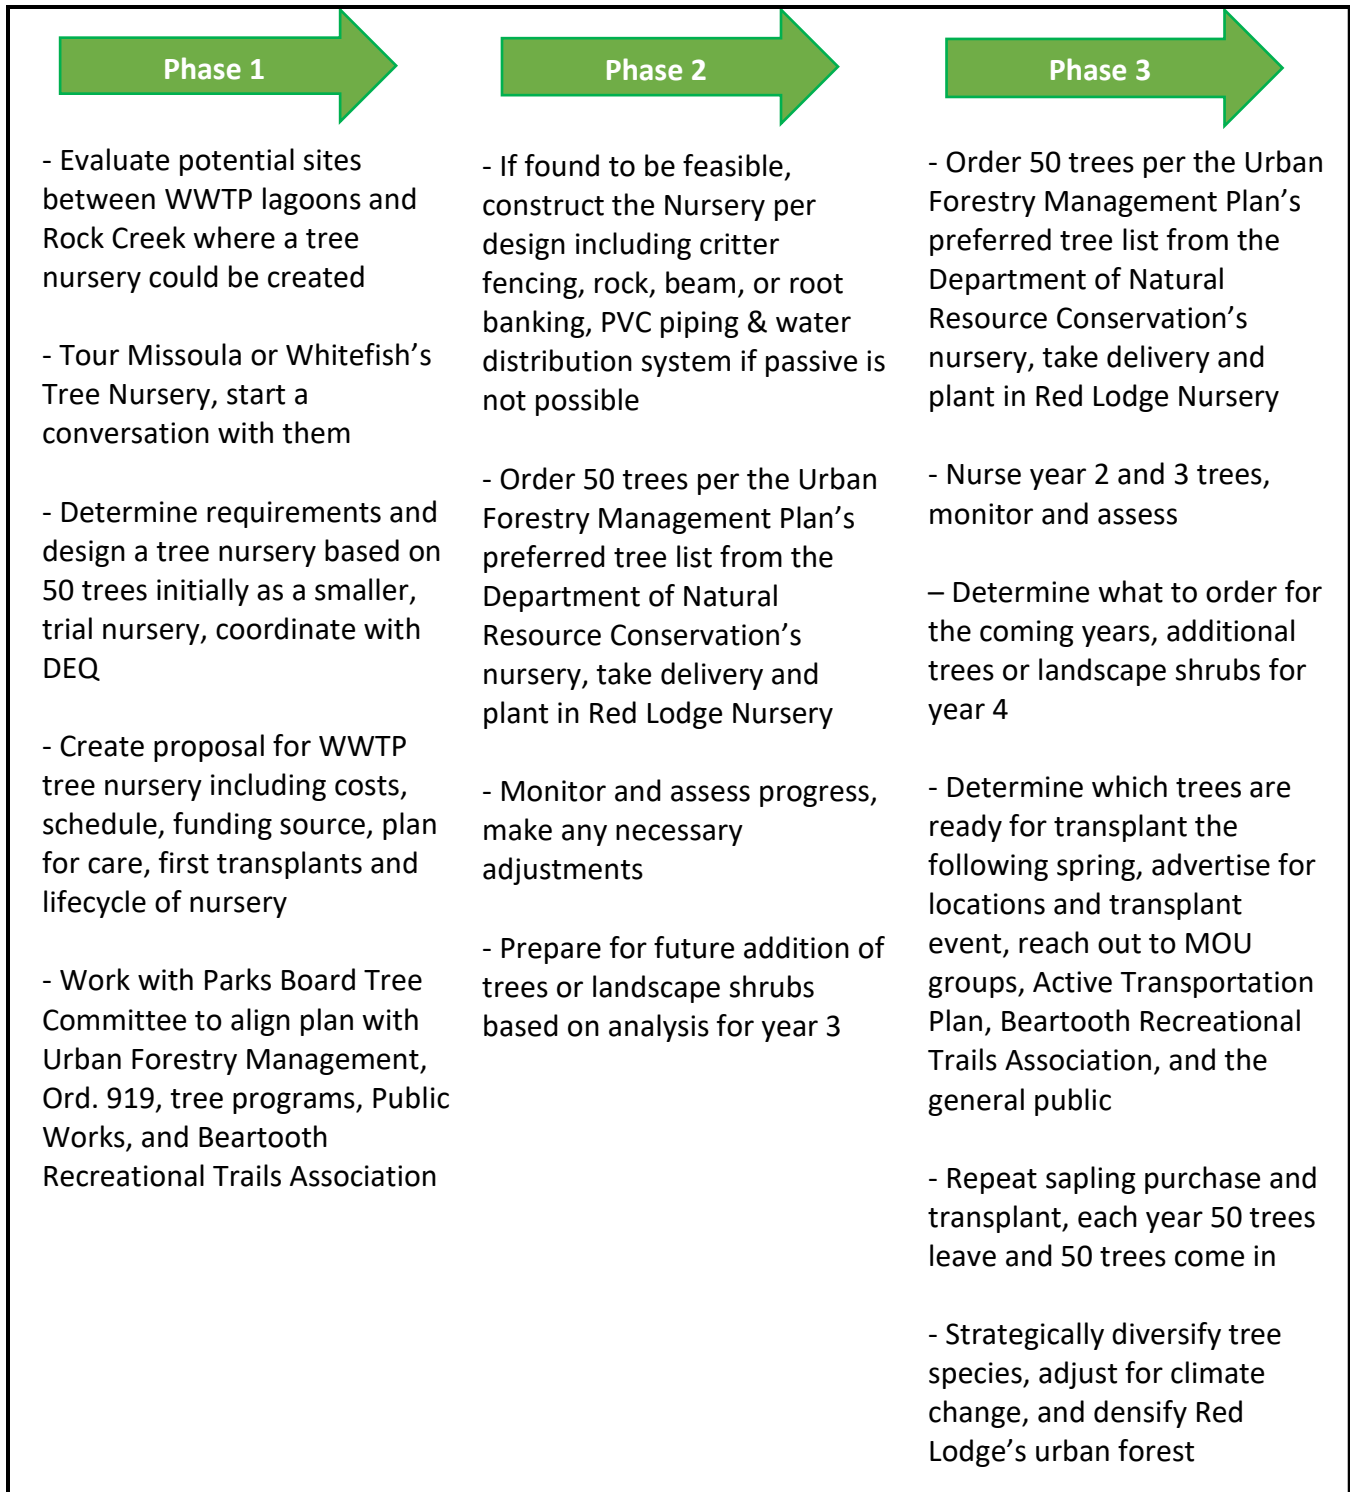 Phase 1
- Evaluate potential sites
between WWTP lagoons and
Rock Creek where a tree
nursery could be created
- Tour Missoula or Whitefish’s
Tree Nursery, start a
conversation with them
- Determine requirements and
design a tree nursery based on
50 trees initially as a smaller,
trial nursery, coordinate with
DEQ
- Create proposal for WWTP
tree nursery including costs,
schedule, funding source, plan
for care, first transplants and
lifecycle of nursery
- Work with Parks Board Tree
Committee to align plan with
Urban Forestry Management,
Ord. 919, tree programs, Public
Works, and Beartooth
Recreational Trails Association
Phase 2
- If found to be feasible,
construct the Nursery per
design including critter
fencing, rock, beam, or root
banking, PVC piping & water
distribution system if passive is
not possible
- Order 50 trees per the Urban
Forestry Management Plan’s
preferred tree list from the
Department of Natural
Resource Conservation’s
nursery, take delivery and
plant in Red Lodge Nursery
- Monitor and assess progress,
make any necessary
adjustments
- Prepare for future addition of
trees or landscape shrubs
based on analysis for year 3
Phase 3
- Order 50 trees per the Urban
Forestry Management Plan’s
preferred tree list from the
Department of Natural
Resource Conservation’s
nursery, take delivery and
plant in Red Lodge Nursery
- Nurse year 2 and 3 trees,
monitor and assess
– Determine what to order for
the coming years, additional
trees or landscape shrubs for
year 4
- Determine which trees are
ready for transplant the
following spring, advertise for
locations and transplant
event, reach out to MOU
groups, Active Transportation
Plan, Beartooth Recreational
Trails Association, and the
general public
- Repeat sapling purchase and
transplant, each year 50 trees
leave and 50 trees come in
- Strategically diversify tree
species, adjust for climate
change, and densify Red
Lodge’s urban forest